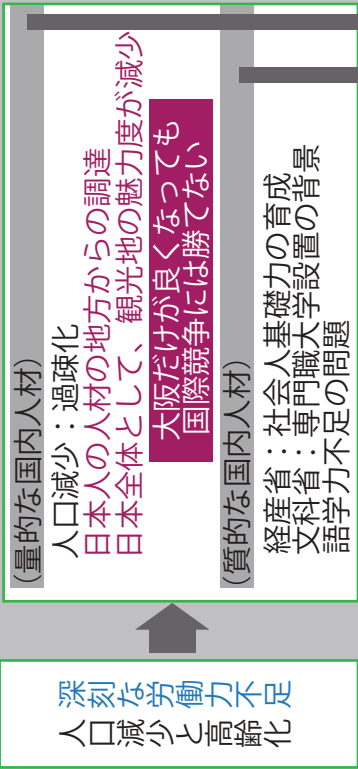 深刻な労働力不足
人口減少と高齢化
(量的な国内人材)
人口減少：過疎化
日本人の人材の地方からの調達
日本全体として、観光地の魅力度が減少
大阪だけが良くなっても
国際競争には勝てない
(質的な国内人材)
経産省：社会人基礎力の育成
文科省：専門職大学設置の背景
語学力不足の問題